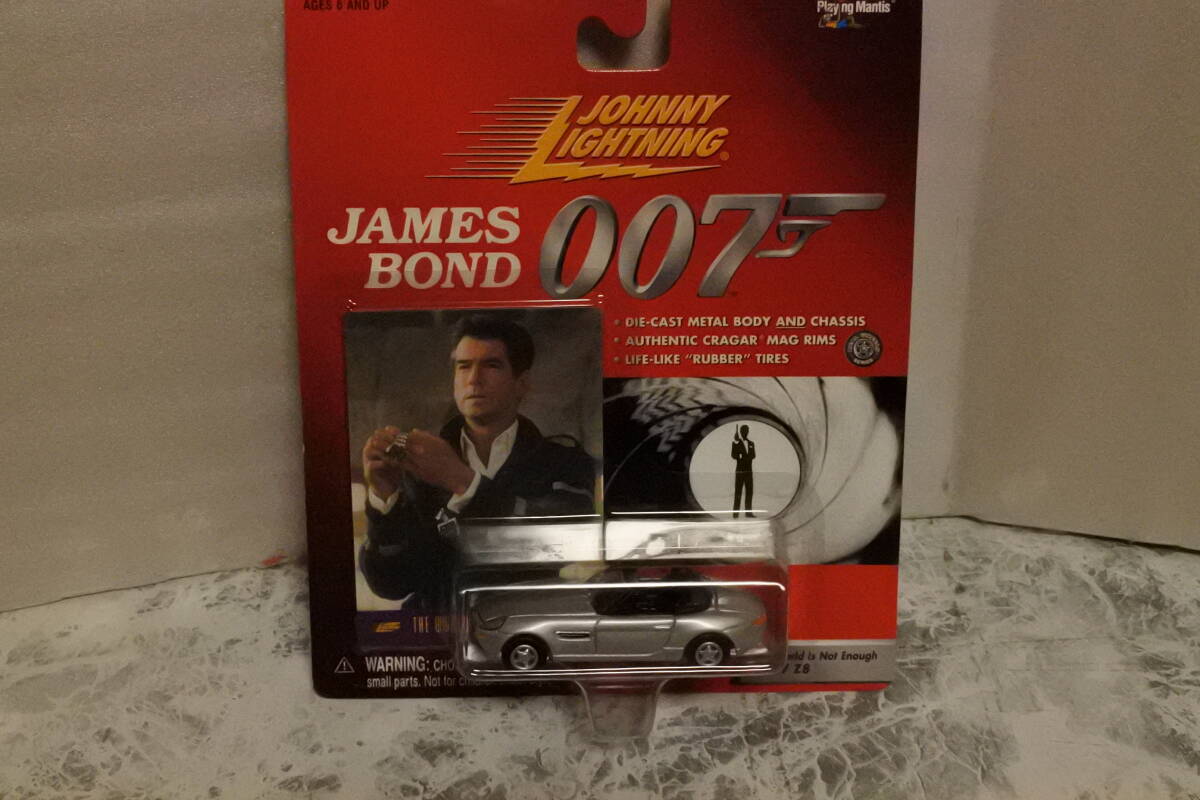 AGES 8 AND UP
Playing Mantis®
JOHNNY
LIGHTNING®
JAMES
BOND
007
• DIE-CAST METAL BODY AND CHASSIS
• AUTHENTIC CRAGAR® MAG RIMS
• LIFE-LIKE "RUBBER" TIRES
THE
is Not Enough
/ Z8
WARNING: CHO
small parts. Not for